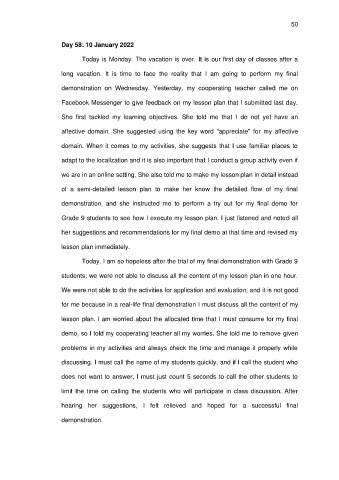 50
Day 58: 10 January 2022
Today is Monday. The vacation is over. It is our first day of classes after a
long vacation. It is time to face the reality that I am going to perform my final
demonstration on Wednesday. Yesterday, my cooperating teacher called me on
Facebook Messenger to give feedback on my lesson plan that I submitted last day.
She first tackled my learning objectives. She told me that I do not yet have an
affective domain. She suggested using the key word "appreciate" for my affective
domain. When it comes to my activities, she suggests that I use familiar places to
adapt to the localization and it is also important that I conduct a group activity even if
we are in an online setting. She also told me to make my lesson plan in detail instead
of a semi-detailed lesson plan to make her know the detailed flow of my final
demonstration, and she instructed me to perform a try out for my final demo for
Grade 9 students to see how I execute my lesson plan. I just listened and noted all
her suggestions and recommendations for my final demo at that time and revised my
lesson plan immediately.
Today, I am so hopeless after the trial of my final demonstration with Grade 9
students; we were not able to discuss all the content of my lesson plan in one hour.
We were not able to do the activities for application and evaluation, and it is not good
for me because in a real-life final demonstration I must discuss all the content of my
lesson plan. I am worried about the allocated time that I must consume for my final
demo, so I told my cooperating teacher all my worries. She told me to remove given
problems in my activities and always check the time and manage it properly while
discussing. I must call the name of my students quickly, and if I call the student who
does not want to answer, I must just count 5 seconds to call the other students to
limit the time on calling the students who will participate in class discussion. After
hearing her suggestions, I felt relieved and hoped for a successful final
demonstration.